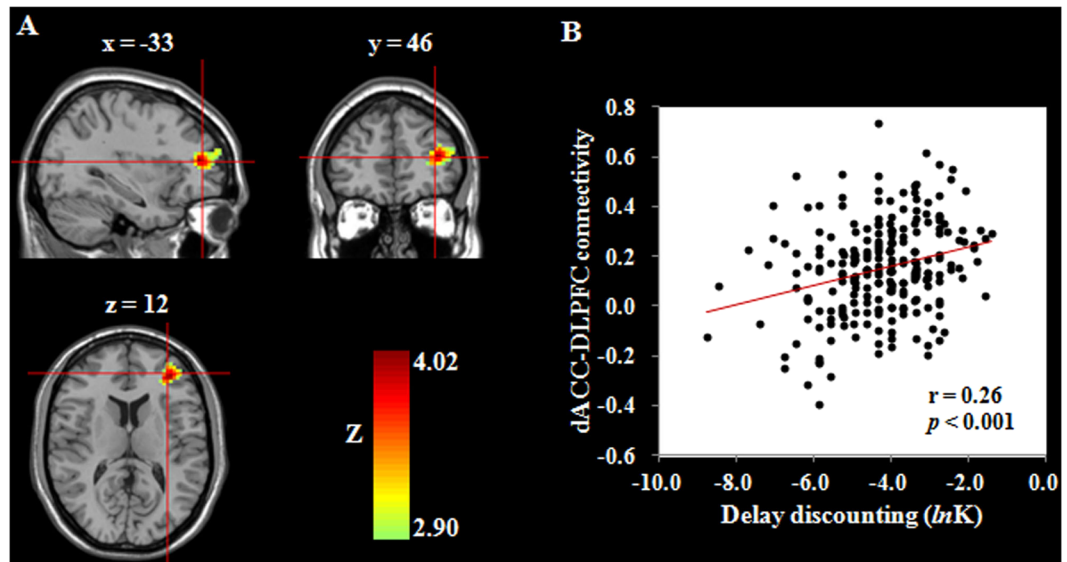 A
x = -33
y = 46
z = 12
4.02
Z
2.90
B
0.8
0.6
0.4
0.2
0.0
-0.2
-0.4
-0.6
dACC-DLPFC connectivity
r = 0.26
p < 0.001
-10.0 -8.0 -6.0 -4.0 -2.0 0.0
Delay discounting (lnK)